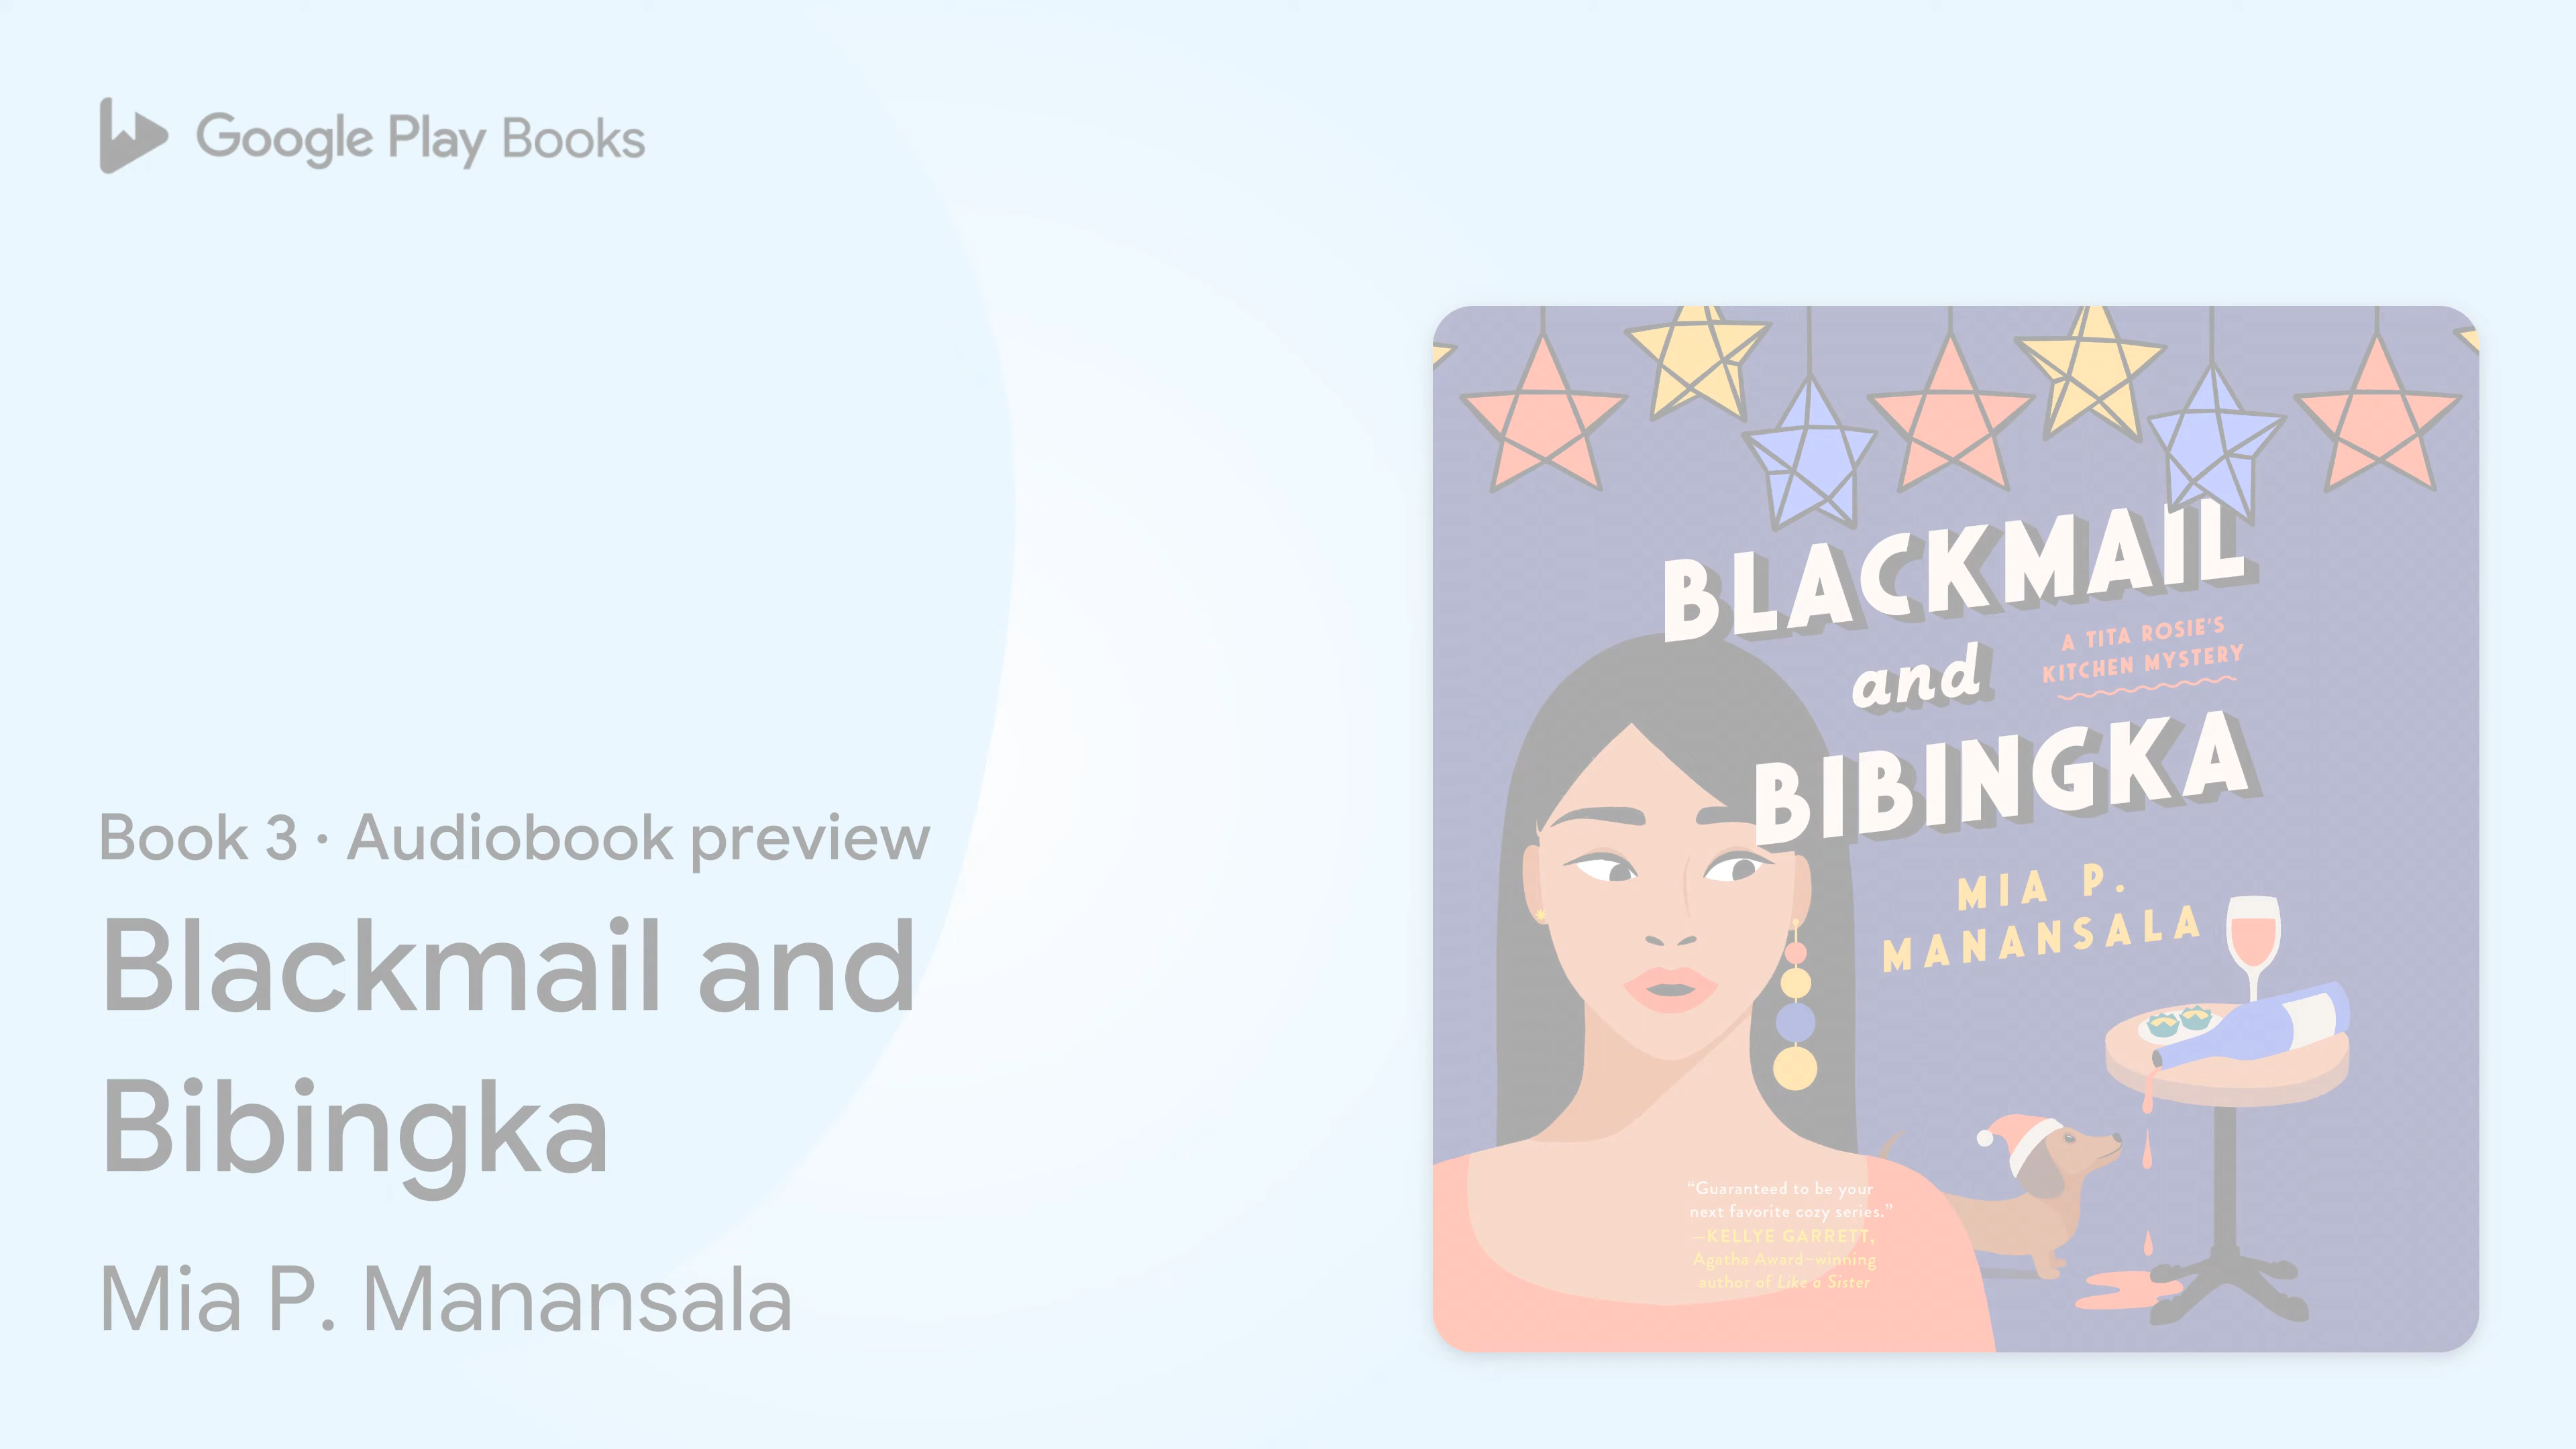 Google Play Books
Book 3 · Audiobook preview
Blackmail and
Bibingka
Mia P. Manansala
BLACKMAIL
and
A TITA ROSIE'S
KITCHEN MYSTERY
BIBINGKA
MIA P.
MANANSALA
“Guaranteed to be your
next favorite cozy series.”
—KELLYE GARRETT,
Agatha Award–winning
author of Like a Sister